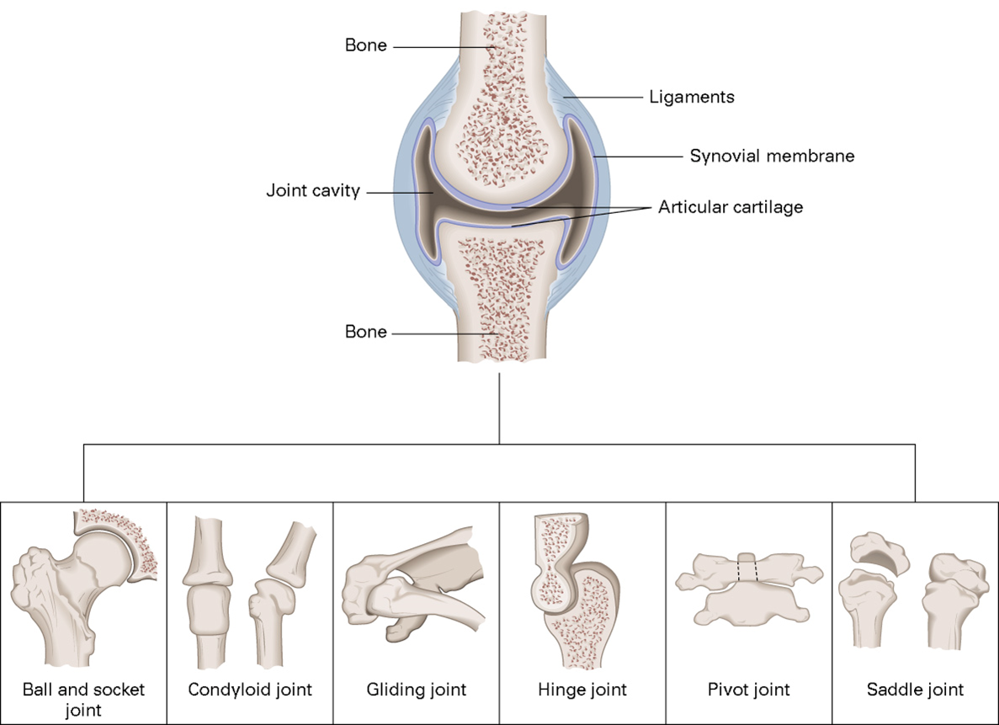 Bone
Ligaments
Synovial membrane
Joint cavity
Articular cartilage
Bone
Ball and socket
joint
Condyloid joint
Gliding joint
Hinge joint
Pivot joint
Saddle joint